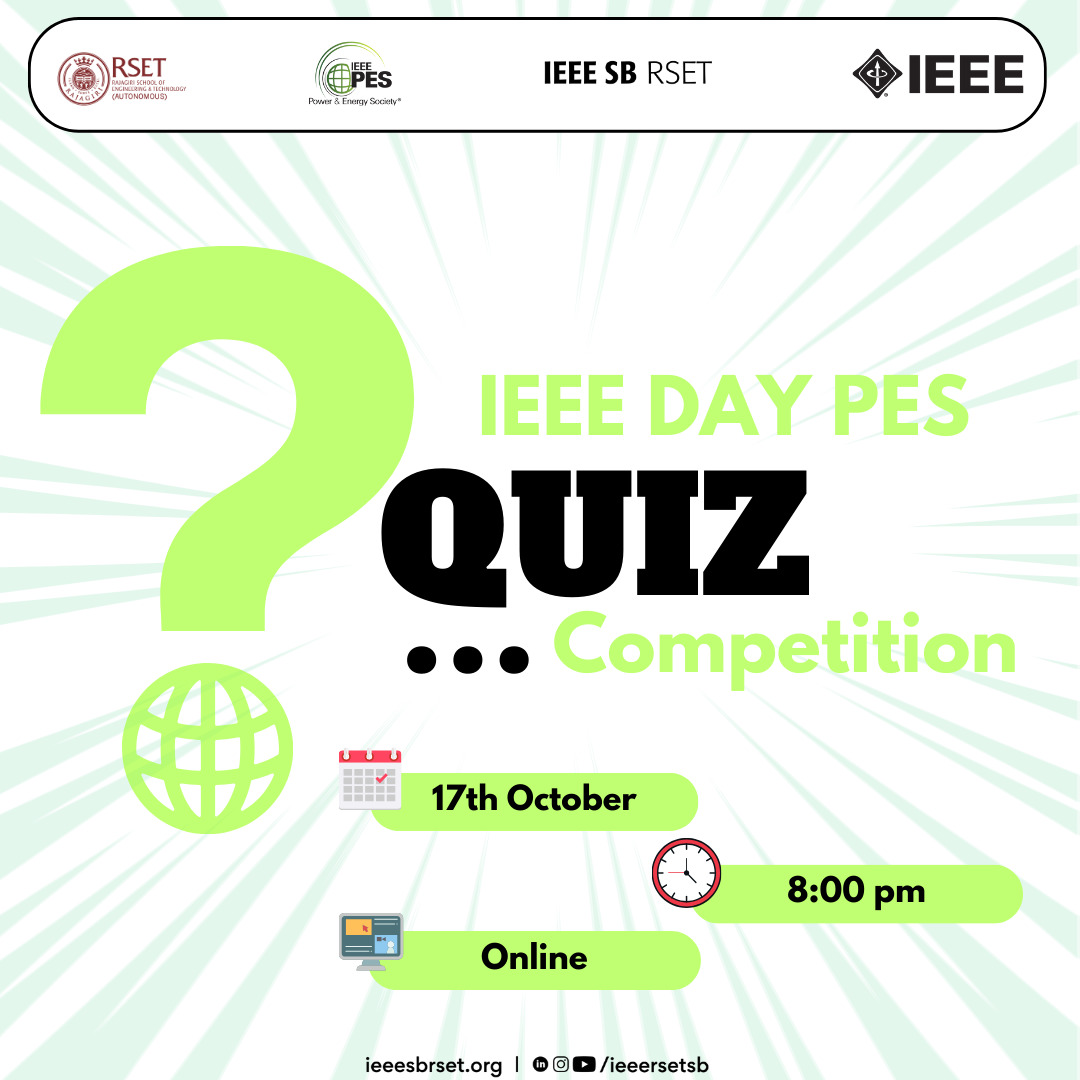 RSET
RAJAGIRI SCHOOL OF
ENGINEERING & TECHNOLOGY
(AUTONOMOUS)
RAJAGIRI
IEEE
PES
Power & Energy Society®
IEEE SB RSET
IEEE
IEEE DAY PES
QUIZ
... Competition
17th October
8:00 pm
Online
ieeesbrset.org | in /ieeersetsb